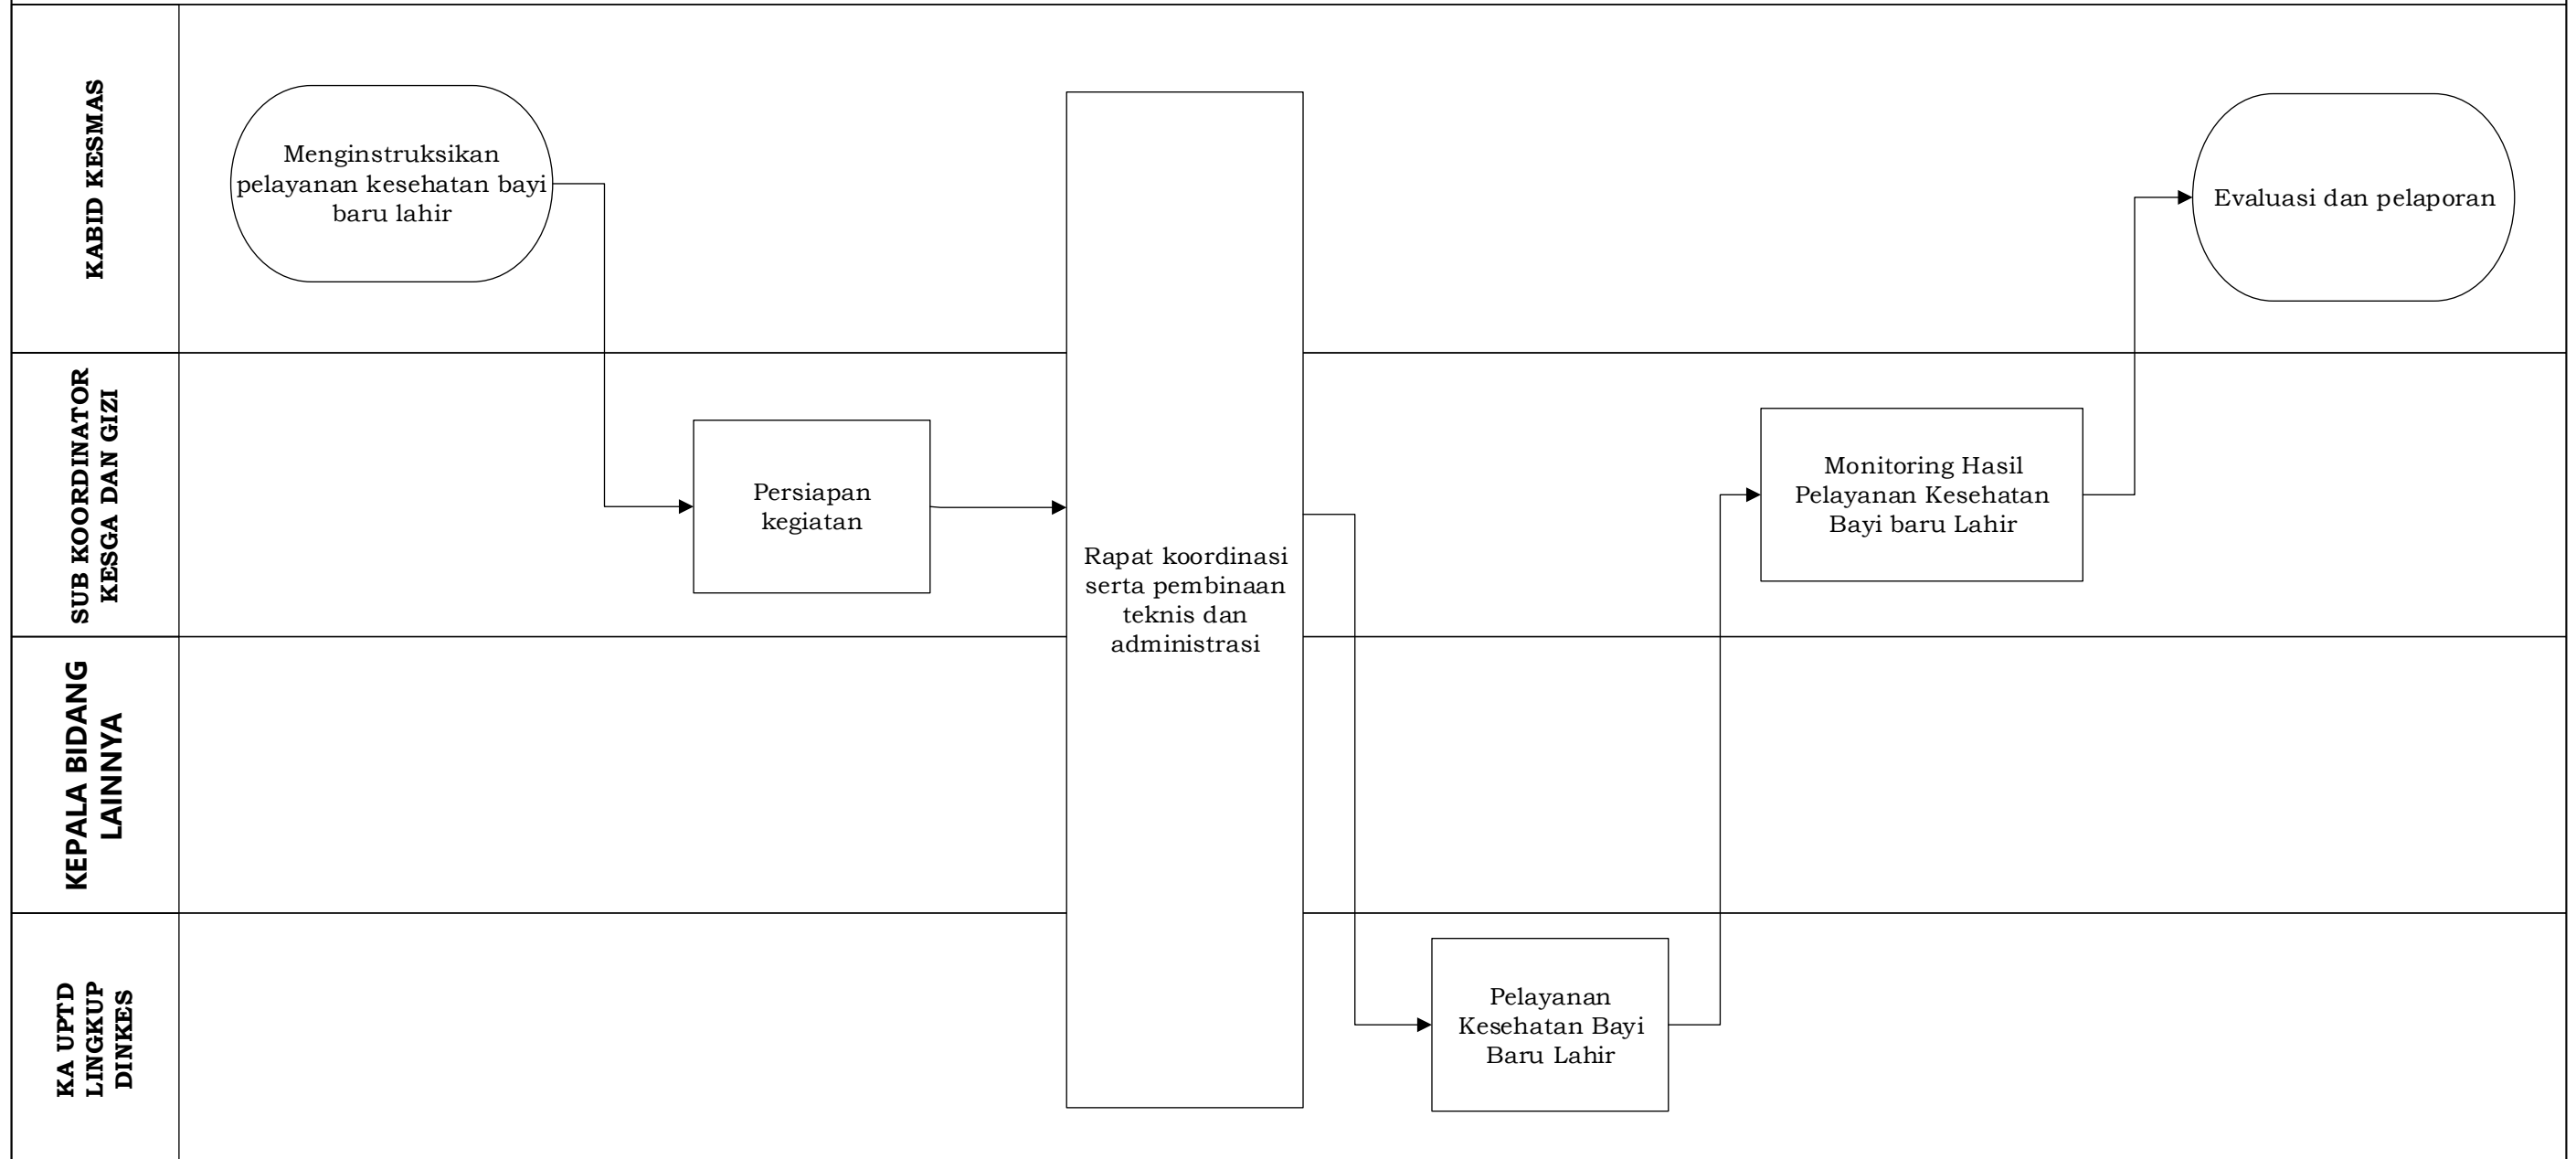 KABID KESMAS
Menginstruksikan
pelayanan kesehatan bayi
baru lahir
Evaluasi dan pelaporan
SUB KOORDINATOR
KESGA DAN GIZI
Persiapan
kegiatan
Rapat koordinasi
serta pembinaan
teknis dan
administrasi
Monitoring Hasil
Pelayanan Kesehatan
Bayi baru Lahir
KEPALA BIDANG
LAINNYA
KA UPTD
LINGKUP
DINKES
Pelayanan
Kesehatan Bayi
Baru Lahir